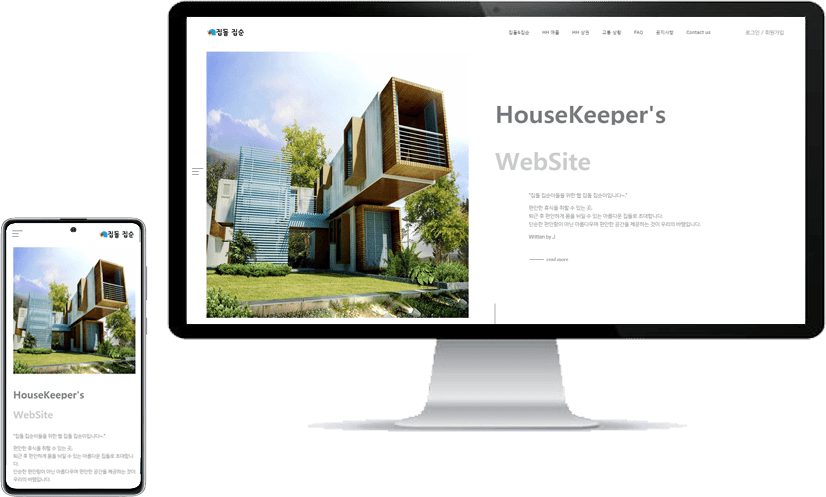 집돌 집순
집돌&집순 HH 매물 HH 상권 교통 상황 FAQ 공지사항 Contact us 로그인 / 회원가입
HouseKeeper's
WebSite
"집돌 집순이들을 위한 웹 집돌 집순이입니다~."
편안한 휴식을 취할 수 있는 곳,
퇴근 후 편안하게 몸을 뉘일 수 있는 아름다운 집들로 초대합니다.
단순한 편안함이 아닌 아름다우며 편안한 공간을 제공하는 것이 우리의 바램입니다.
Written by.J
read more
집돌 집순
HouseKeeper's
WebSite
"집돌 집순이들을 위한 웹 집돌 집순이입니다~."
편안한 휴식을 취할 수 있는 곳,
퇴근 후 편안하게 몸을 뉘일 수 있는 아름다운 집들로 초대합니
다.
단순한 편안함이 아닌 아름다우며 편안한 공간을 제공하는 것이
우리의 바램입니다.